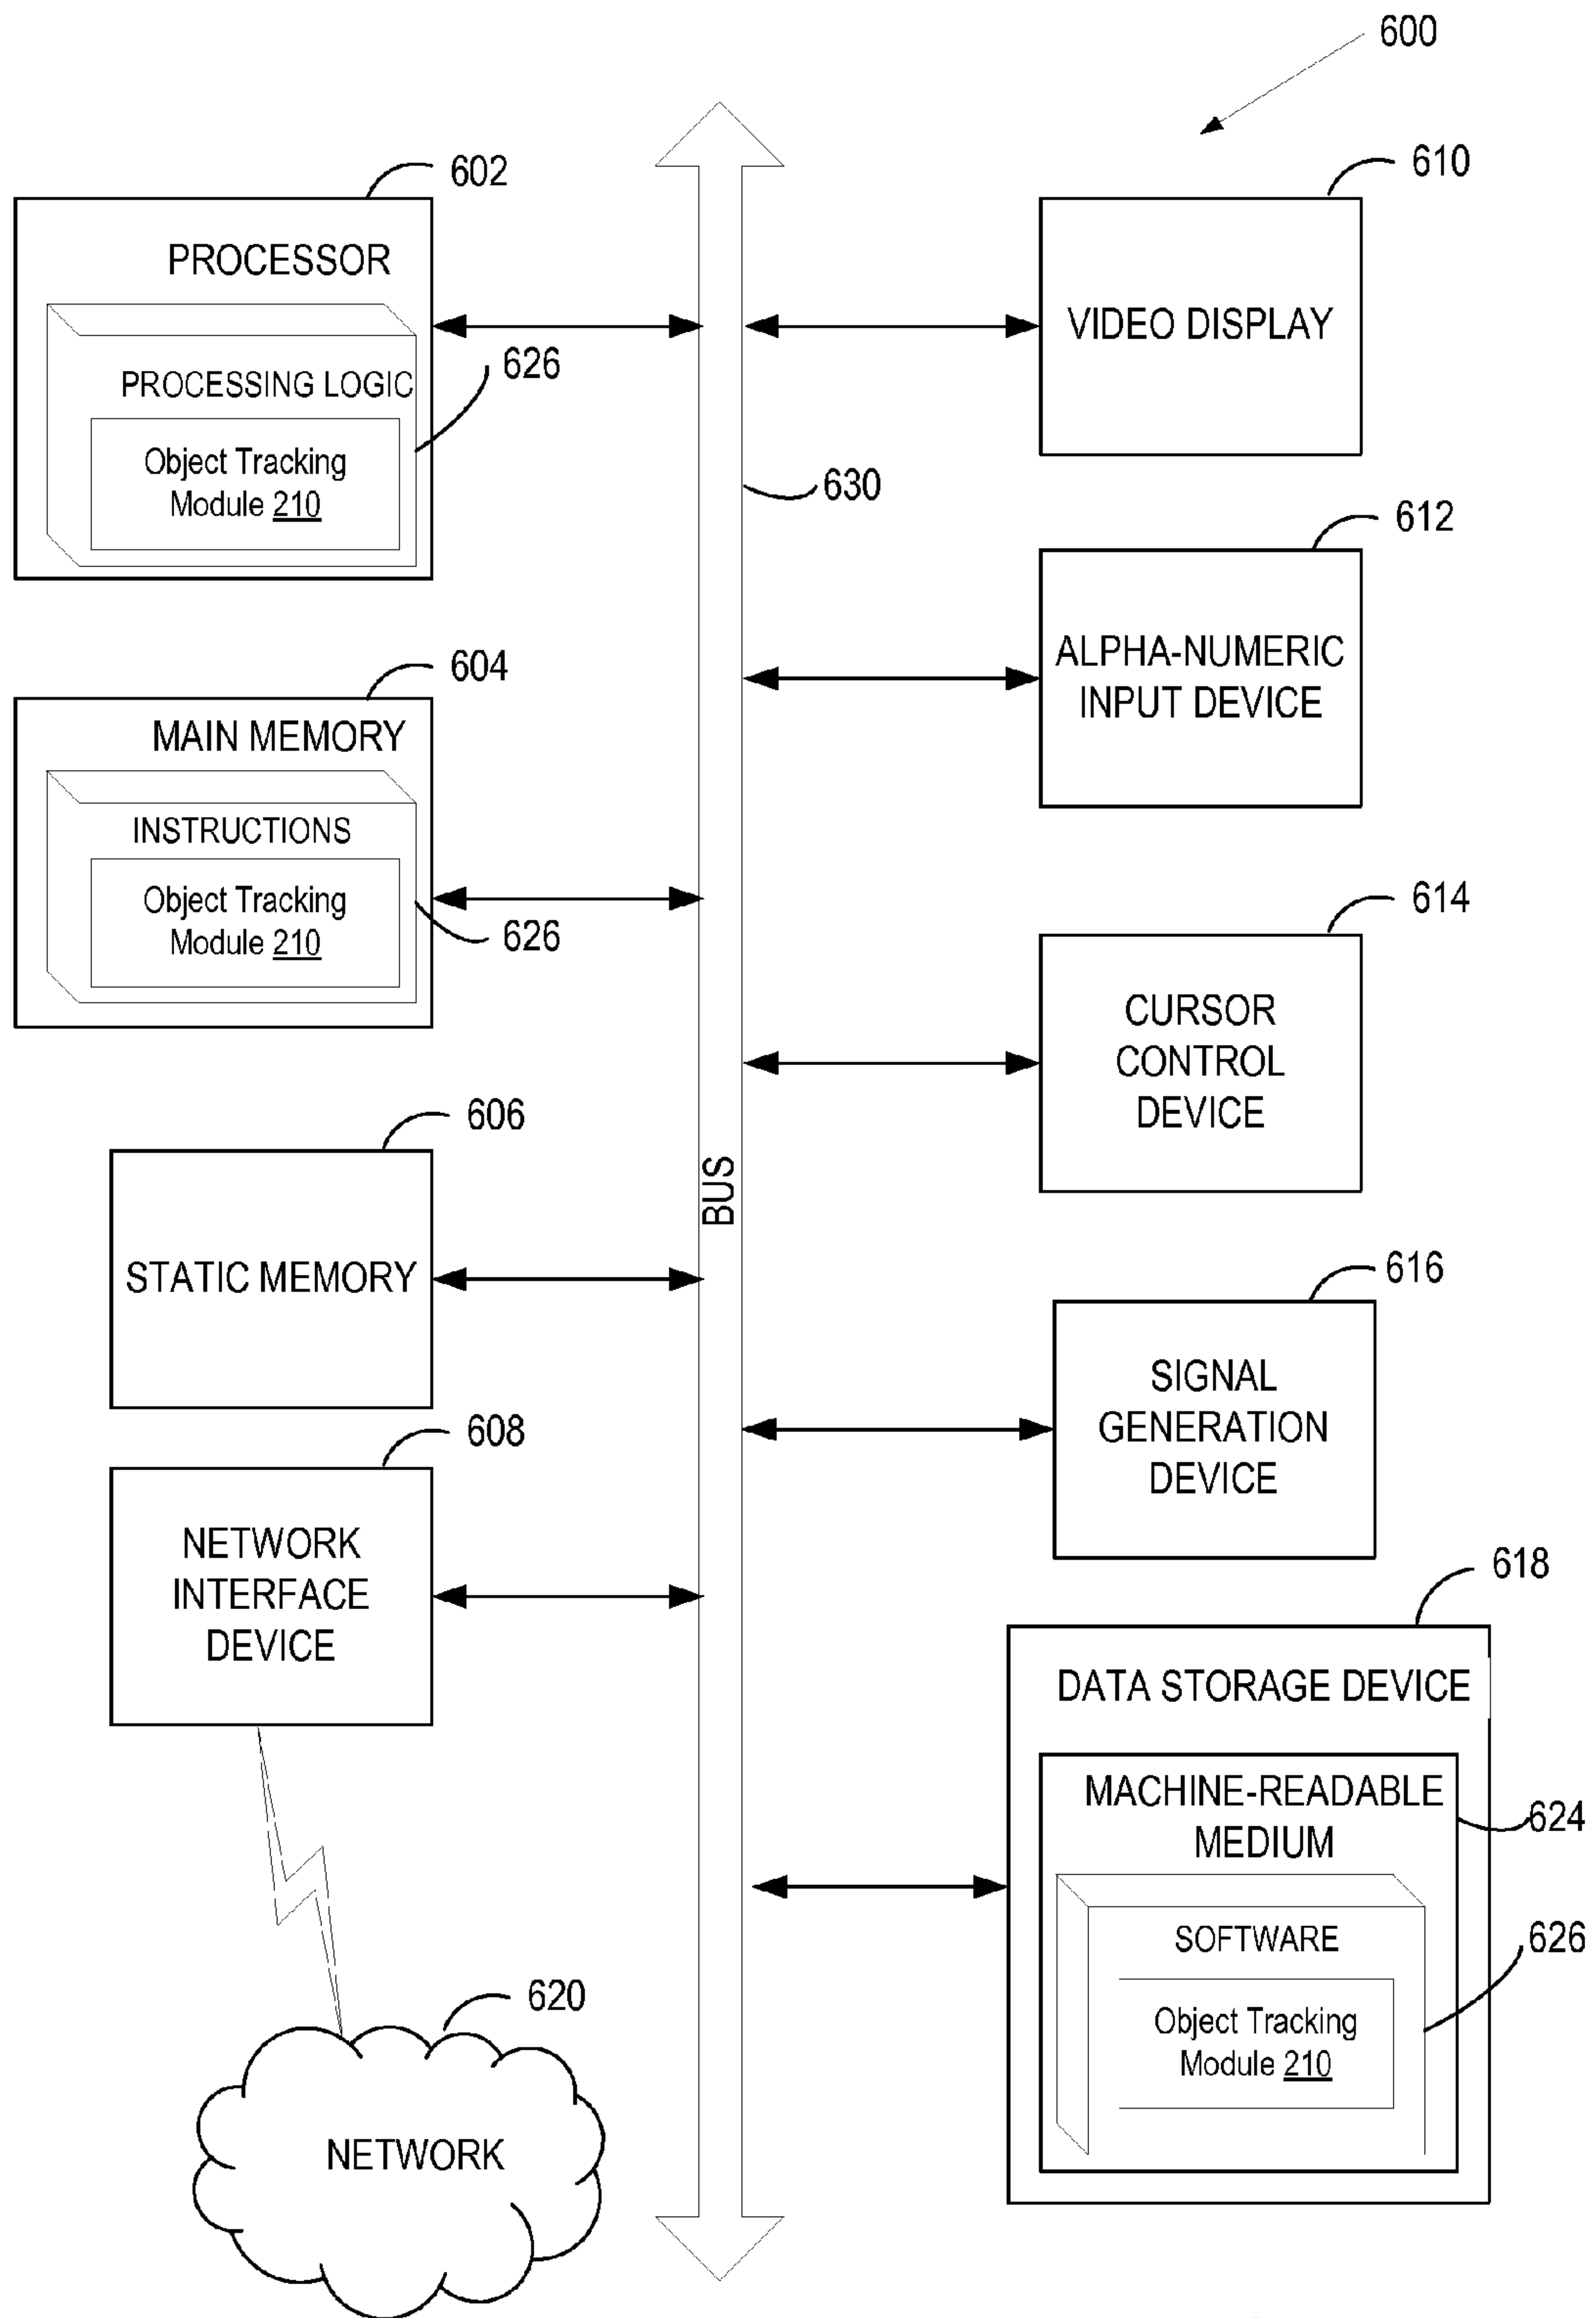 600
602
PROCESSOR
PROCESSING LOGIC
626
Object Tracking
Module 210
604
MAIN MEMORY
INSTRUCTIONS
Object Tracking
Module 210
626
606
STATIC MEMORY
608
NETWORK
INTERFACE
DEVICE
620
NETWORK
630
BUS
610
VIDEO DISPLAY
612
ALPHA-NUMERIC
INPUT DEVICE
614
CURSOR
CONTROL
DEVICE
616
SIGNAL
GENERATION
DEVICE
618
DATA STORAGE DEVICE
MACHINE-READABLE
MEDIUM
624
SOFTWARE
626
Object Tracking
Module 210